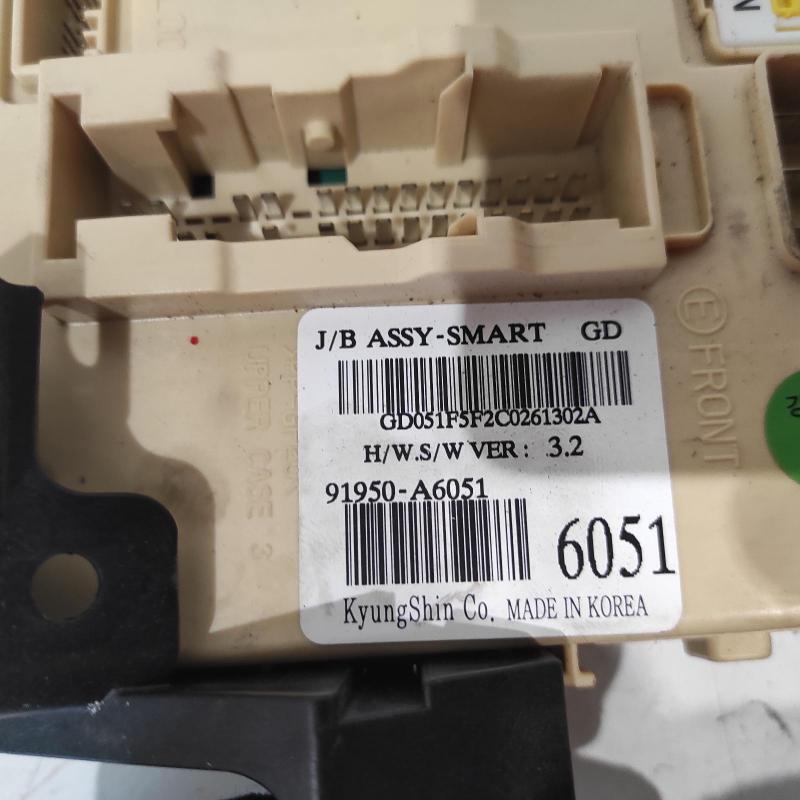 J/B ASSY-SMART GD
GD051F5F2C0261302A
H/W.S/W VER: 3.2
91950-A6051
6051
KyungShin Co. MADE IN KOREA
E FRONT
UPPER CASE 3
N